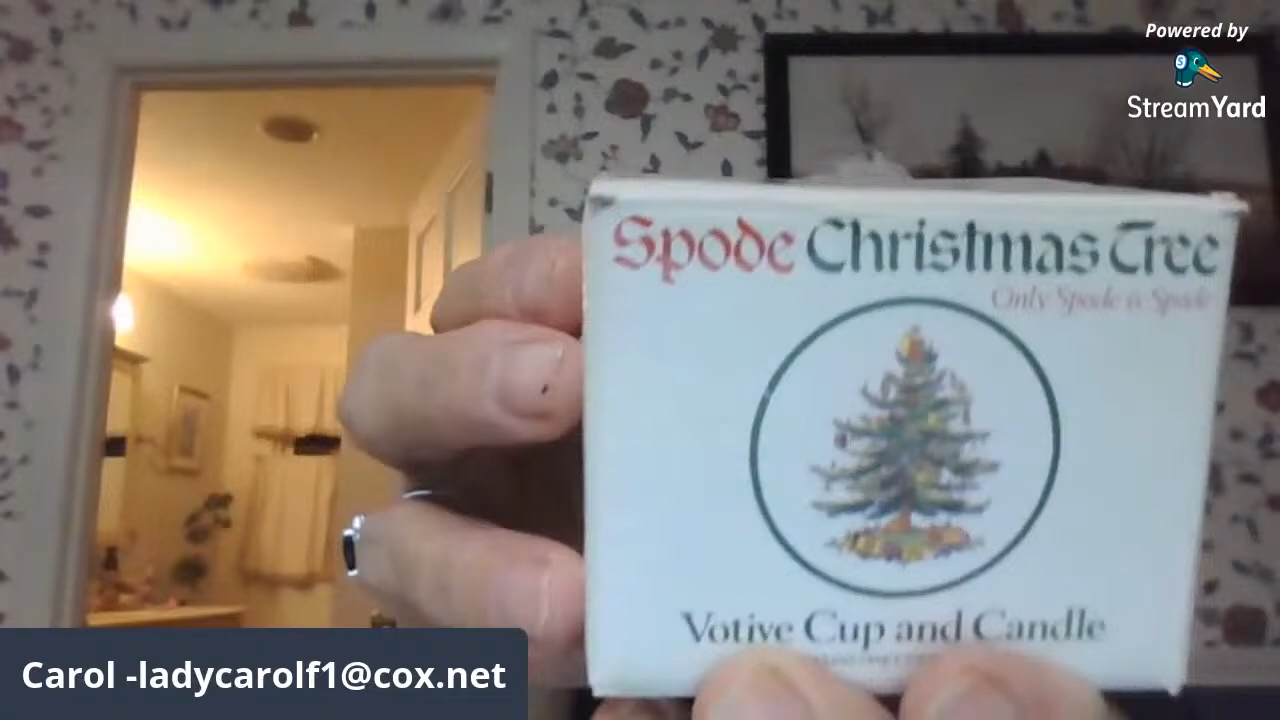 Powered by
StreamYard
Spode Christmas Tree
Only Spode is Spode
Votive Cup and Candle
Carol -ladycarolf1@cox.net